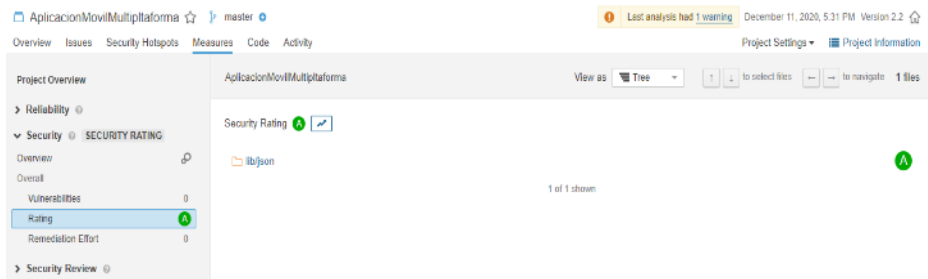 AplicacionMovilMultipltaforma master
Last analysis had 1 warning December 11, 2020, 5:31 PM Version 2.2
Overview Issues Security Hotspots Measures Code Activity
Project Settings Project Information
Project Overview
AplicacionMovilMultipltaforma
View as Tree ↑ ↓ to select files ← → to navigate 1 files
Reliability
Security SECURITY RATING
Overview
Overall
Vulnerabilities 0
Rating A
Remediation Effort 0
Security Review
Security Rating A
lib/json A
1 of 1 shown